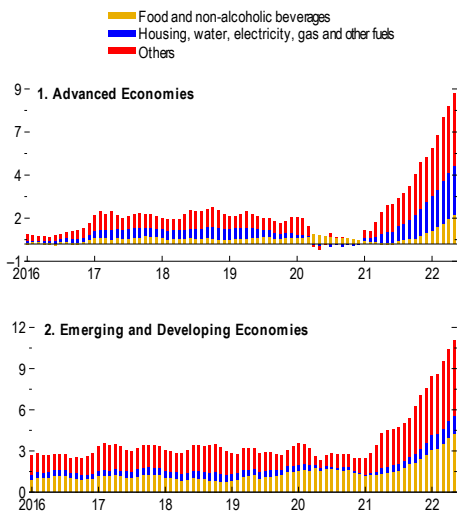 Food and non-alcoholic beverages
Housing, water, electricity, gas and other fuels
Others
1. Advanced Economies
9
7
4
2
–1
2016 17 18 19 20 21 22
2. Emerging and Developing Economies
12
9
6
3
0
2016 17 18 19 20 21 22